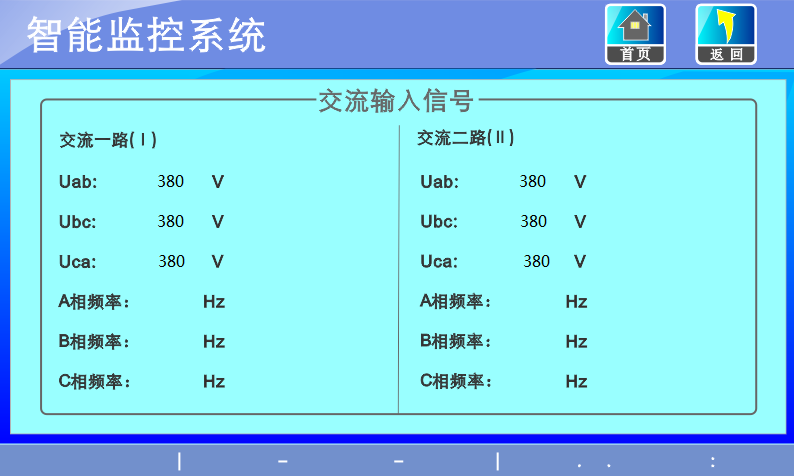 智能监控系统
首页
返回
交流输入信号
交流一路(Ⅰ)
Uab: 380 V
Ubc: 380 V
Uca: 380 V
A相频率: Hz
B相频率: Hz
C相频率: Hz
交流二路(Ⅱ)
Uab: 380 V
Ubc: 380 V
Uca: 380 V
A相频率: Hz
B相频率: Hz
C相频率: Hz
| - - | . . :